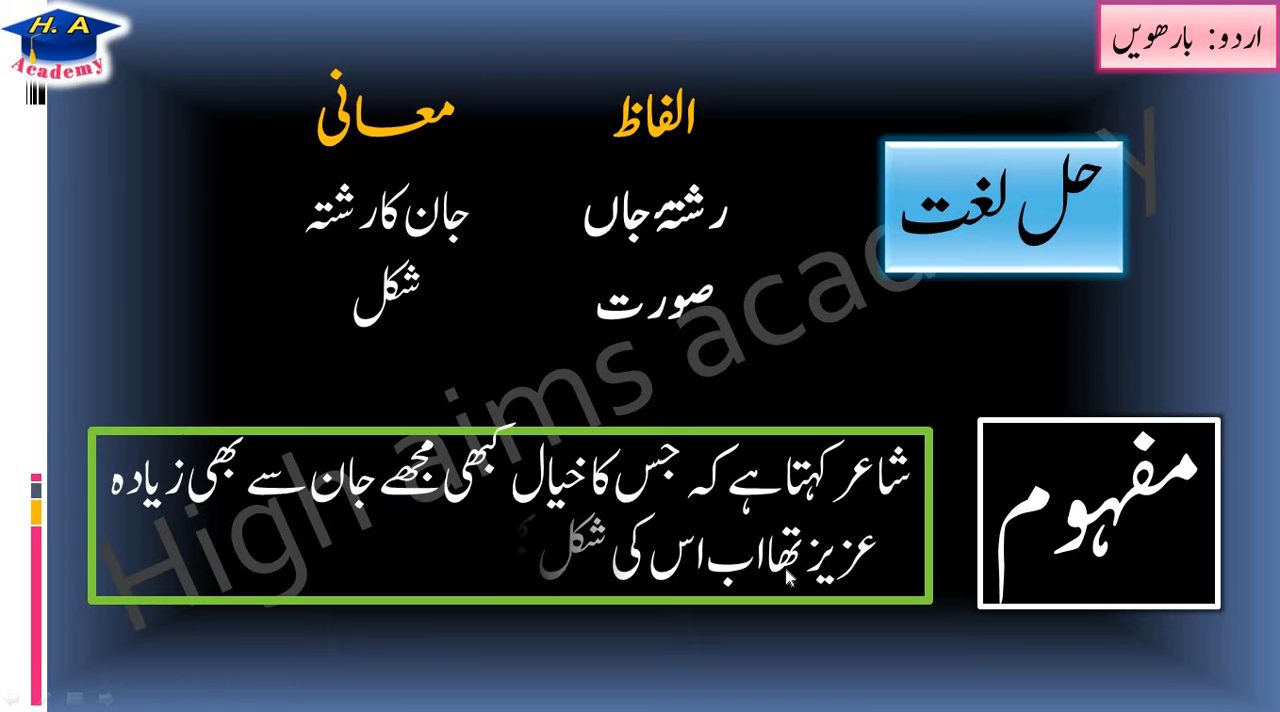 H. A
Academy
اردو: بارھویں
حل لغت
الفاظ معانی
رشتۂ جاں جان کا رشتہ
صورت شکل
High aims academy
مفہوم
شاعر کہتا ہے کہ جس کا خیال کبھی مجھے جان سے بھی زیادہ
عزیز تھا اب اس کی شکل